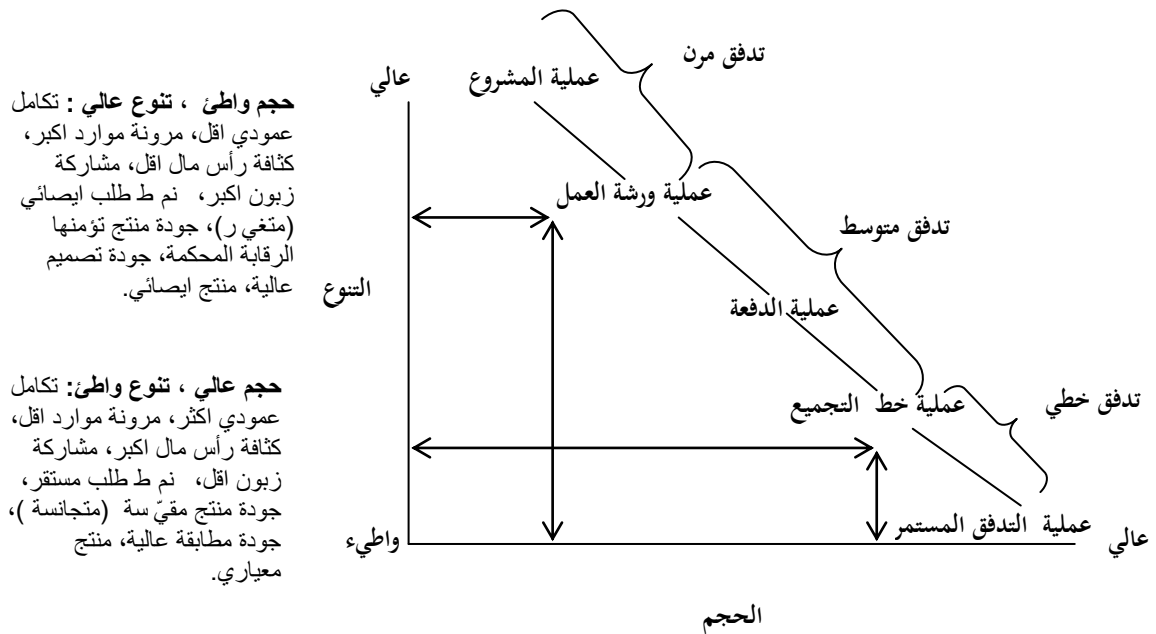 تدفق مرن
عملية المشروع
عالي
حجم واطئ ، تنوع عالي : تكامل
عمودي اقل، مرونة موارد اكبر،
كثافة رأس مال اقل، مشاركة
زبون اكبر، نم ط طلب ايصائي
(متغي ر)، جودة منتج تؤمنها
الرقابة المحكمة، جودة تصميم
عالية، منتج ايصائي.
عملية ورشة العمل
تدفق متوسط
التنوع
عملية الدفعة
حجم عالي ، تنوع واطئ: تكامل
عمودي اكثر، مرونة موارد اقل،
كثافة رأس مال اكبر، مشاركة
زبون اقل، نم ط طلب مستقر،
جودة منتج مقيّ سة (متجانسة )،
جودة مطابقة عالية، منتج
معياري.
تدفق خطي
عملية خط التجميع
عملية التدفق المستمر
عالي
واطيء
الحجم